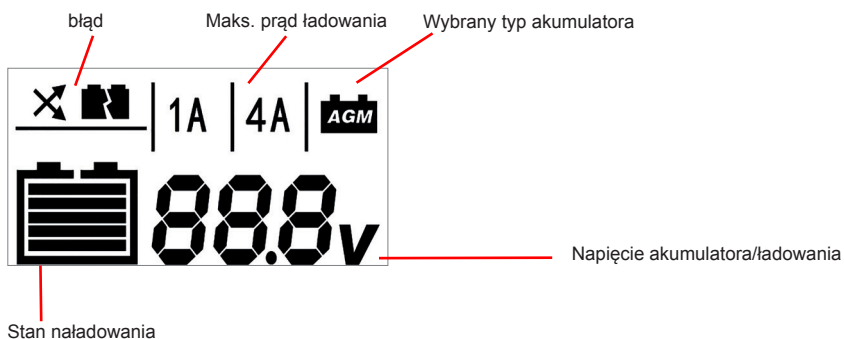 błąd
Maks. prąd ładowania
Wybrany typ akumulatora
1A
4A
AGM
88.8v
Napięcie akumulatora/ładowania
Stan naładowania